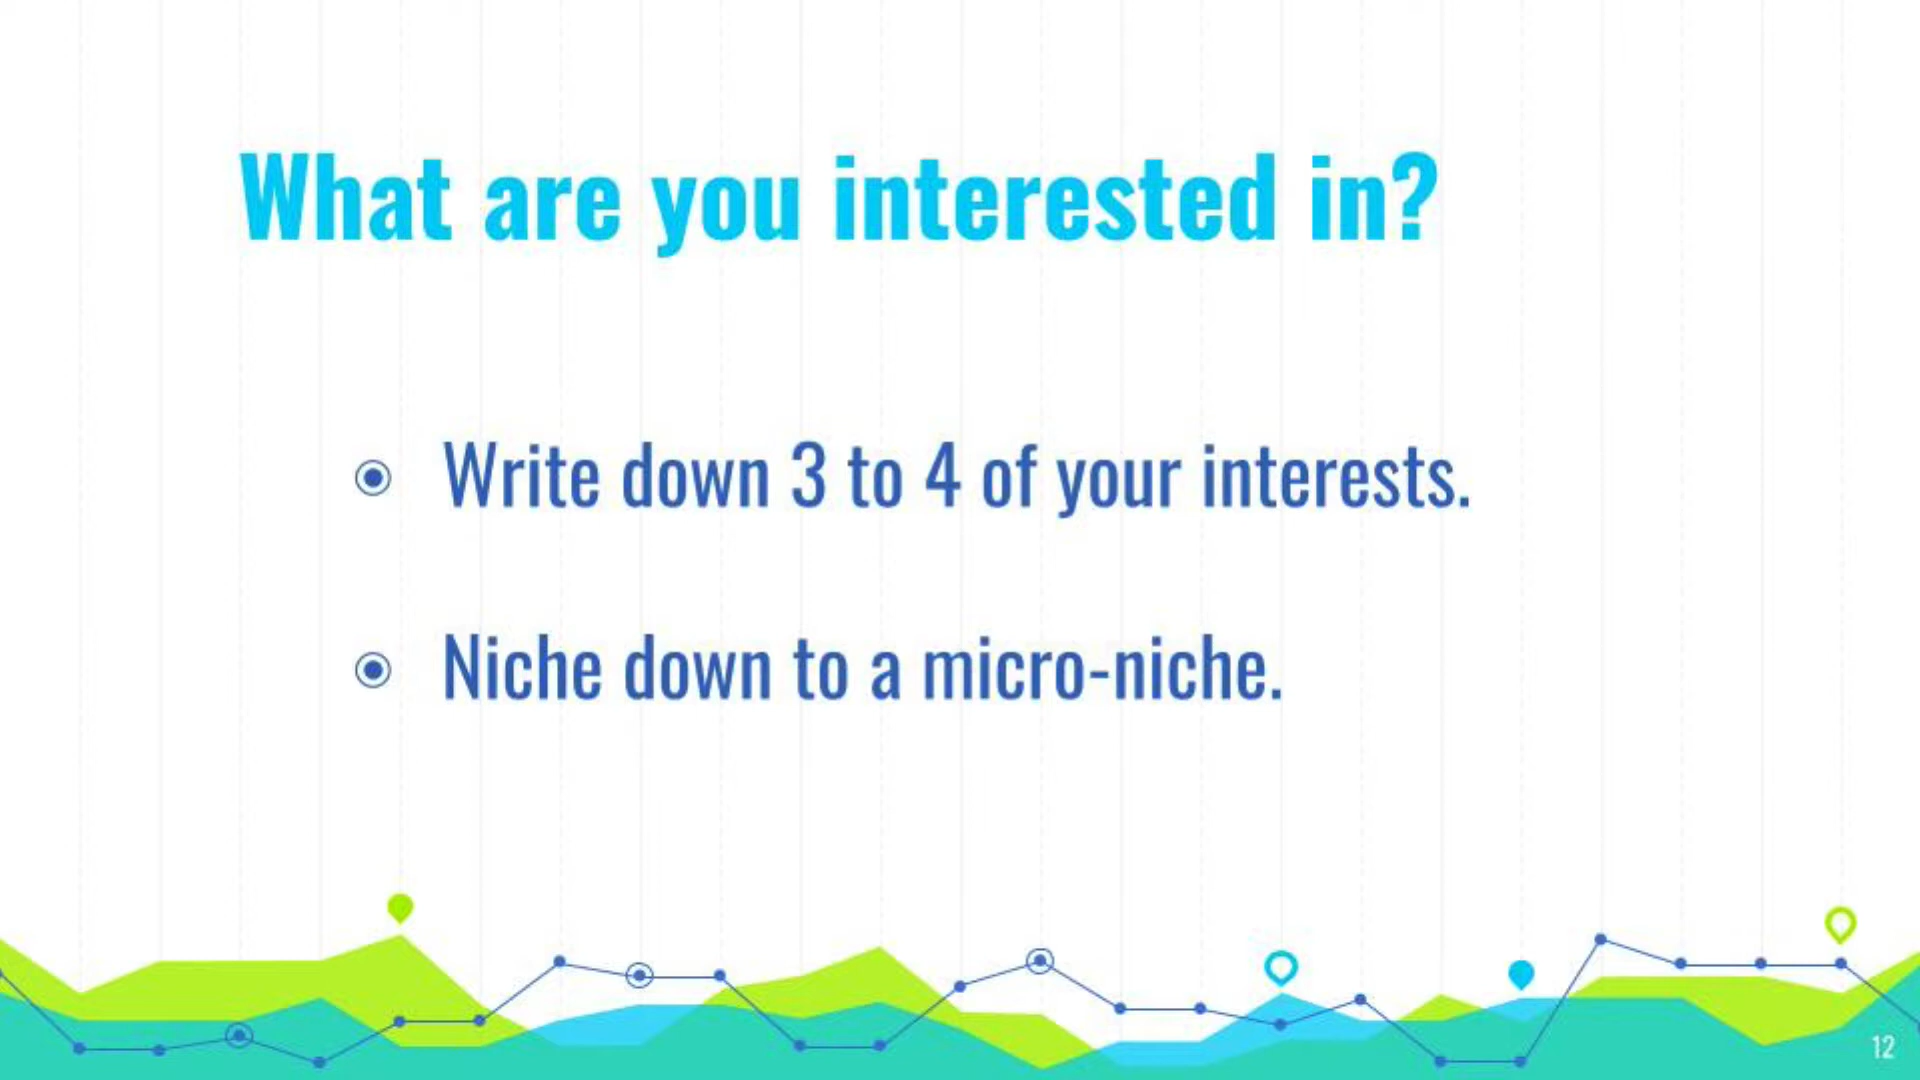 What are you interested in?
Write down 3 to 4 of your interests.
Niche down to a micro-niche.
12